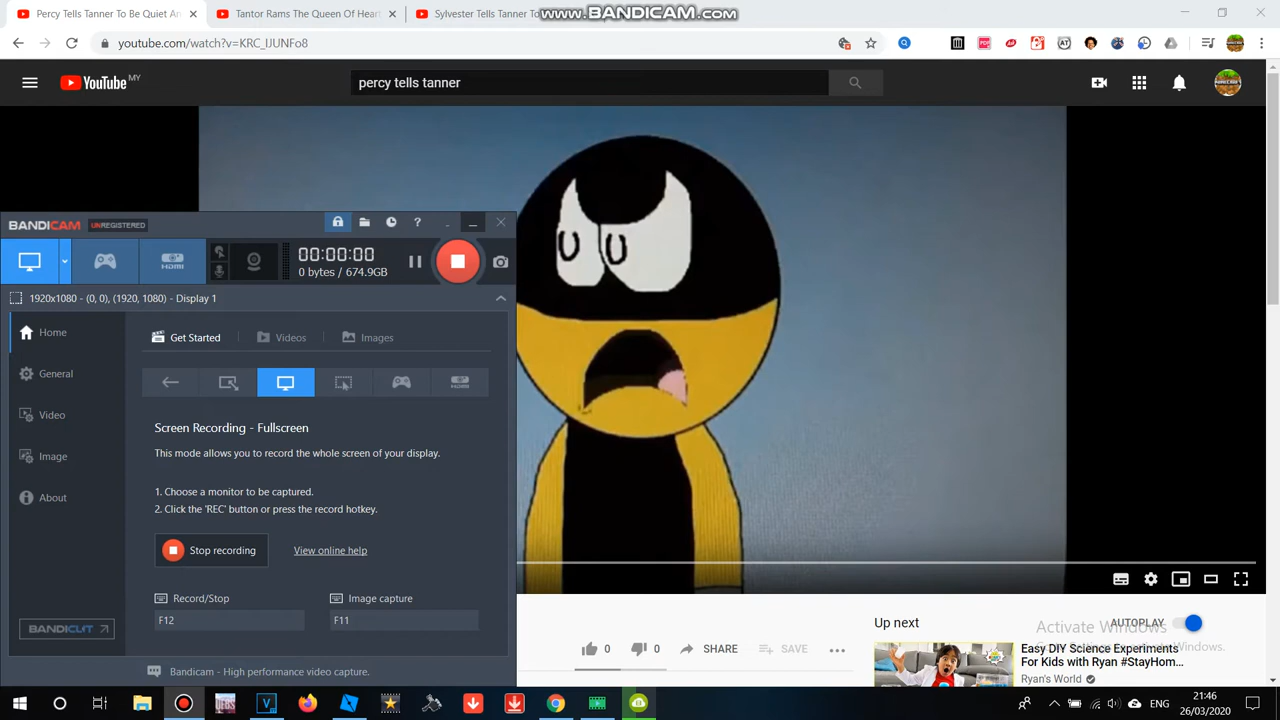 Percy Tells Tanner To Be Quiet An
Tantor Rams The Queen Of Heart
Sylvester Tells Tanner To
www.BANDICAM.com
youtube.com/watch?v=KRC_lJUNFo8
YouTube MY
percy tells tanner
BANDICAM UNREGISTERED
00:00:00
0 bytes / 674.9GB
1920x1080 - (0, 0), (1920, 1080) - Display 1
Home
General
Video
Image
About
BANDICUT
Get Started
Videos
Images
Screen Recording - Fullscreen
This mode allows you to record the whole screen of your display.
1. Choose a monitor to be captured.
2. Click the 'REC' button or press the record hotkey.
Stop recording
View online help
Record/Stop
F12
Image capture
F11
Bandicam - High performance video capture.
0
0
SHARE
SAVE
Up next
AUTOPLAY
Activate Windows
Easy DIY Science Experiments
For Kids with Ryan #StayHom...
Ryan's World
ENG
21:46
26/03/2020